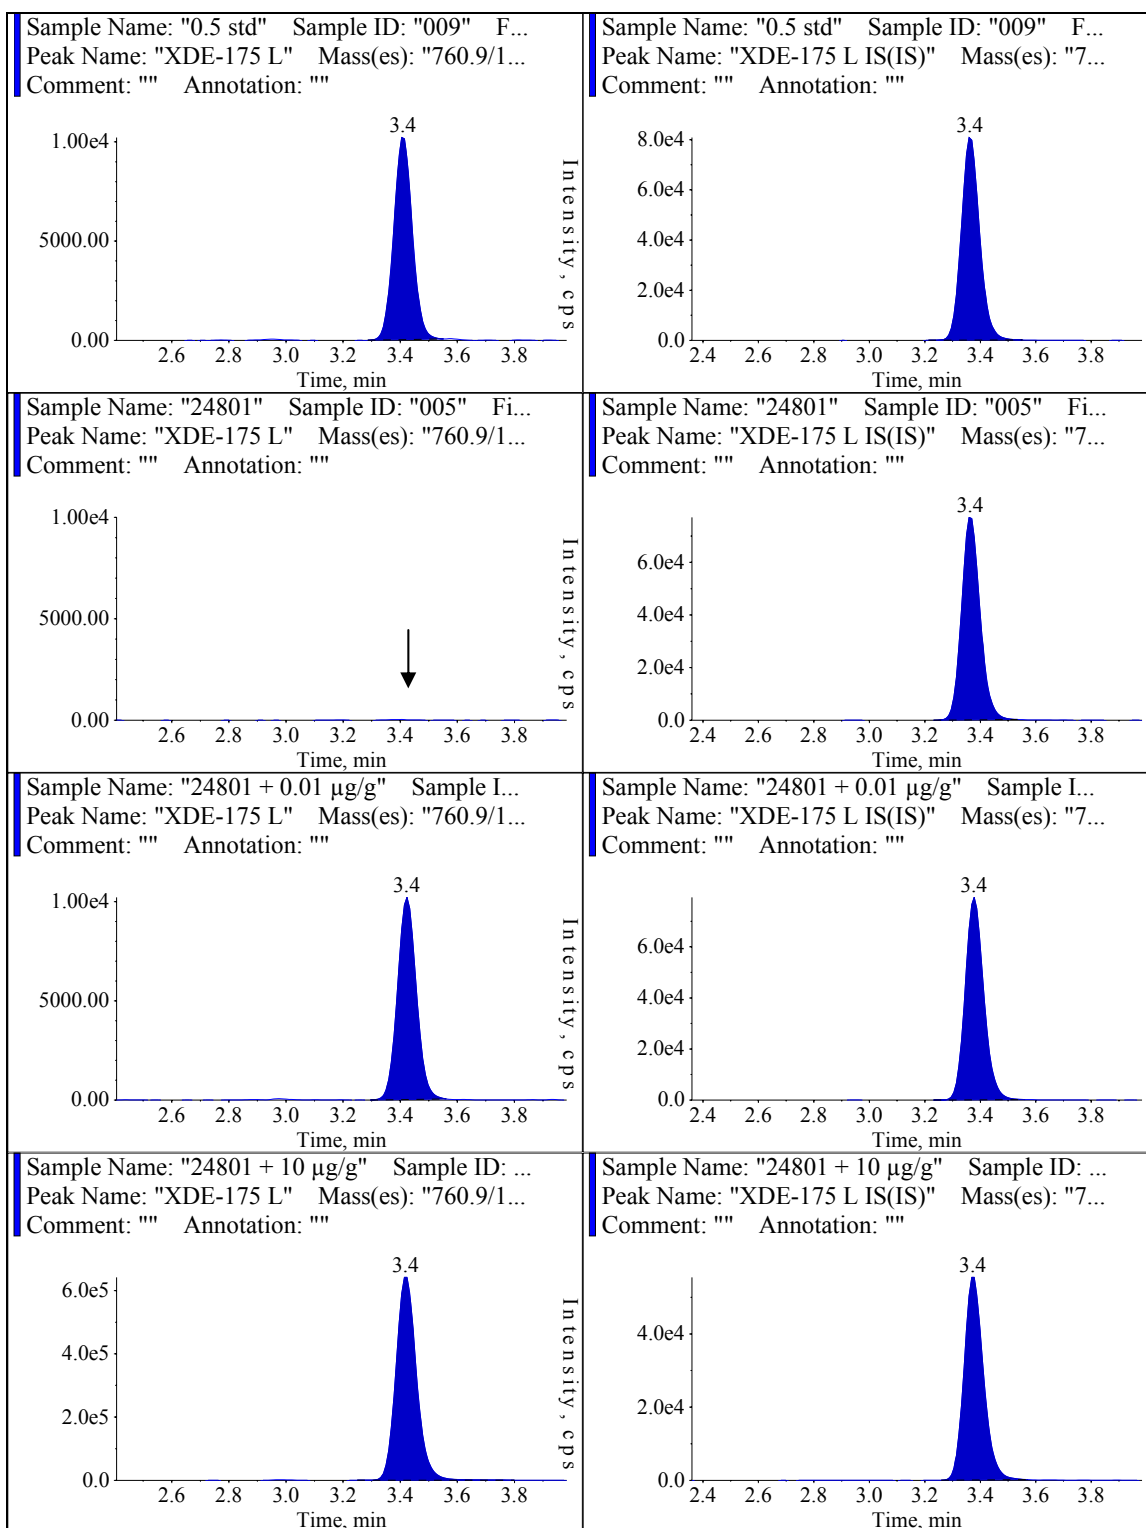 Sample Name: "0.5 std" Sample ID: "009" F...
Peak Name: "XDE-175 L" Mass(es): "760.9/1...
Comment: "" Annotation: ""
3.4
1.00e4
5000.00
0.00
2.6 2.8 3.0 3.2 3.4 3.6 3.8
Time, min
Intensity, cps
Sample Name: "0.5 std" Sample ID: "009" F...
Peak Name: "XDE-175 L IS(IS)" Mass(es): "7...
Comment: "" Annotation: ""
3.4
8.0e4
6.0e4
4.0e4
2.0e4
0.0
2.4 2.6 2.8 3.0 3.2 3.4 3.6 3.8
Time, min
Sample Name: "24801" Sample ID: "005" Fi...
Peak Name: "XDE-175 L" Mass(es): "760.9/1...
Comment: "" Annotation: ""
1.00e4
5000.00
0.00
2.6 2.8 3.0 3.2 3.4 3.6 3.8
Time, min
Intensity, cps
Sample Name: "24801" Sample ID: "005" Fi...
Peak Name: "XDE-175 L IS(IS)" Mass(es): "7...
Comment: "" Annotation: ""
3.4
6.0e4
4.0e4
2.0e4
0.0
2.4 2.6 2.8 3.0 3.2 3.4 3.6 3.8
Time, min
Sample Name: "24801 + 0.01 µg/g" Sample I...
Peak Name: "XDE-175 L" Mass(es): "760.9/1...
Comment: "" Annotation: ""
3.4
1.00e4
5000.00
0.00
2.6 2.8 3.0 3.2 3.4 3.6 3.8
Time, min
Intensity, cps
Sample Name: "24801 + 0.01 µg/g" Sample I...
Peak Name: "XDE-175 L IS(IS)" Mass(es): "7...
Comment: "" Annotation: ""
3.4
6.0e4
4.0e4
2.0e4
0.0
2.4 2.6 2.8 3.0 3.2 3.4 3.6 3.8
Time, min
Sample Name: "24801 + 10 µg/g" Sample ID: ...
Peak Name: "XDE-175 L" Mass(es): "760.9/1...
Comment: "" Annotation: ""
3.4
6.0e5
4.0e5
2.0e5
0.0
2.6 2.8 3.0 3.2 3.4 3.6 3.8
Time, min
Intensity, cps
Sample Name: "24801 + 10 µg/g" Sample ID: ...
Peak Name: "XDE-175 L IS(IS)" Mass(es): "7...
Comment: "" Annotation: ""
3.4
4.0e4
2.0e4
0.0
2.4 2.6 2.8 3.0 3.2 3.4 3.6 3.8
Time, min